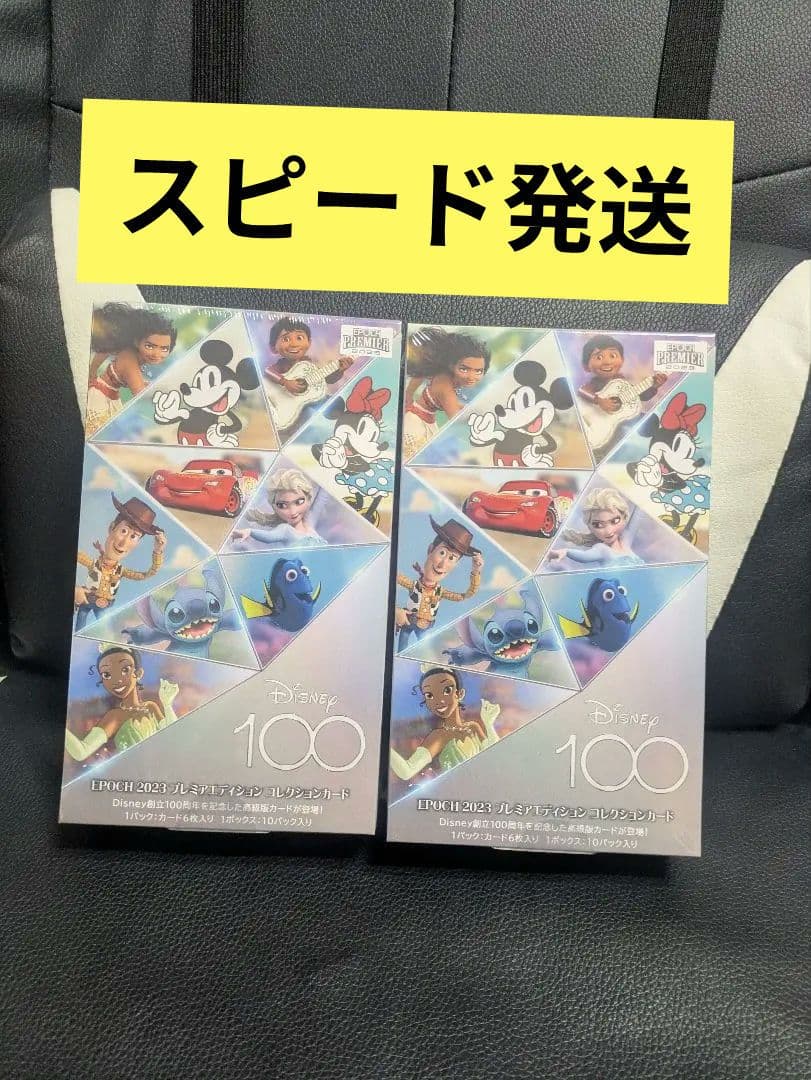 スピード発送
EPOCH
PREMIER
2023
Disney
100
EPOCH 2023 プレミアエディション コレクションカード
Disney創立100周年を記念した高級版カードが登場!
1パック:カード6枚入り 1ボックス:10パック入り
EPOCH
PREMIER
2023
Disney
100
EPOCH 2023 プレミアエディション コレクションカード
Disney創立100周年を記念した高級版カードが登場!
1パック:カード6枚入り 1ボックス:10パック入り